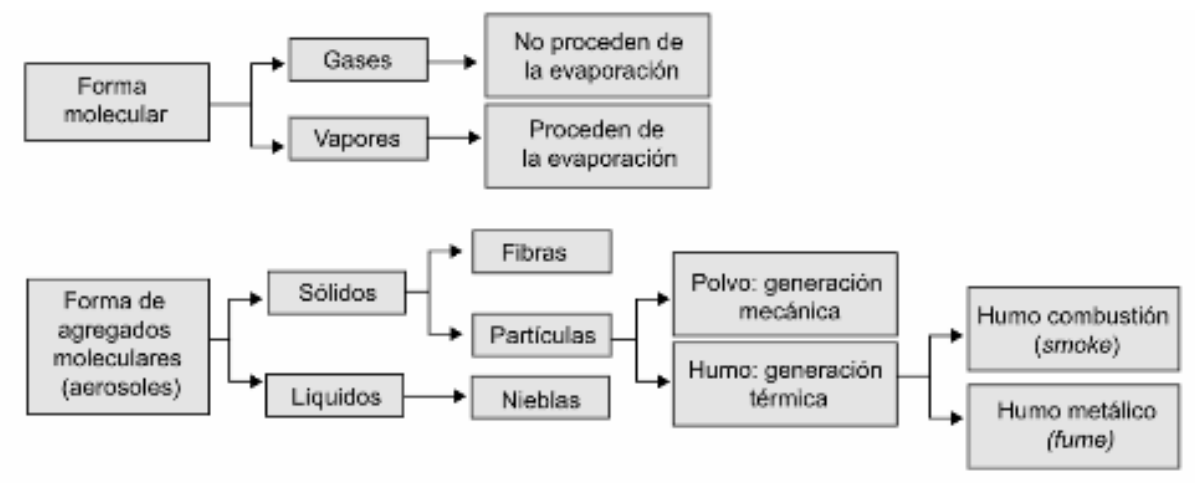 Forma
molecular
Gases
No proceden de
la evaporación
Vapores
Proceden de
la evaporación
Forma de
agregados
moleculares
(aerosoles)
Sólidos
Fibras
Partículas
Polvo: generación
mecánica
Humo: generación
térmica
Humo combustión
(smoke)
Humo metálico
(fume)
Liquidos
Nieblas